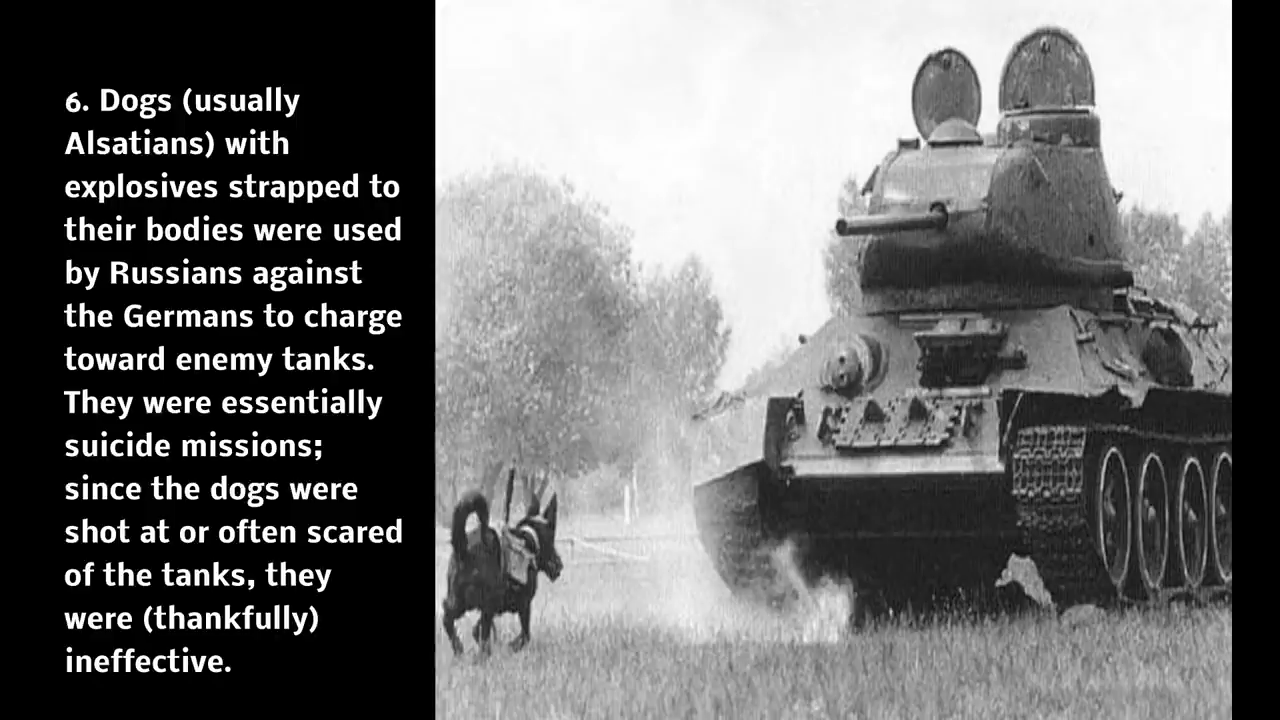 6. Dogs (usually
Alsatians) with
explosives strapped to
their bodies were used
by Russians against
the Germans to charge
toward enemy tanks.
They were essentially
suicide missions;
since the dogs were
shot at or often scared
of the tanks, they
were (thankfully)
ineffective.